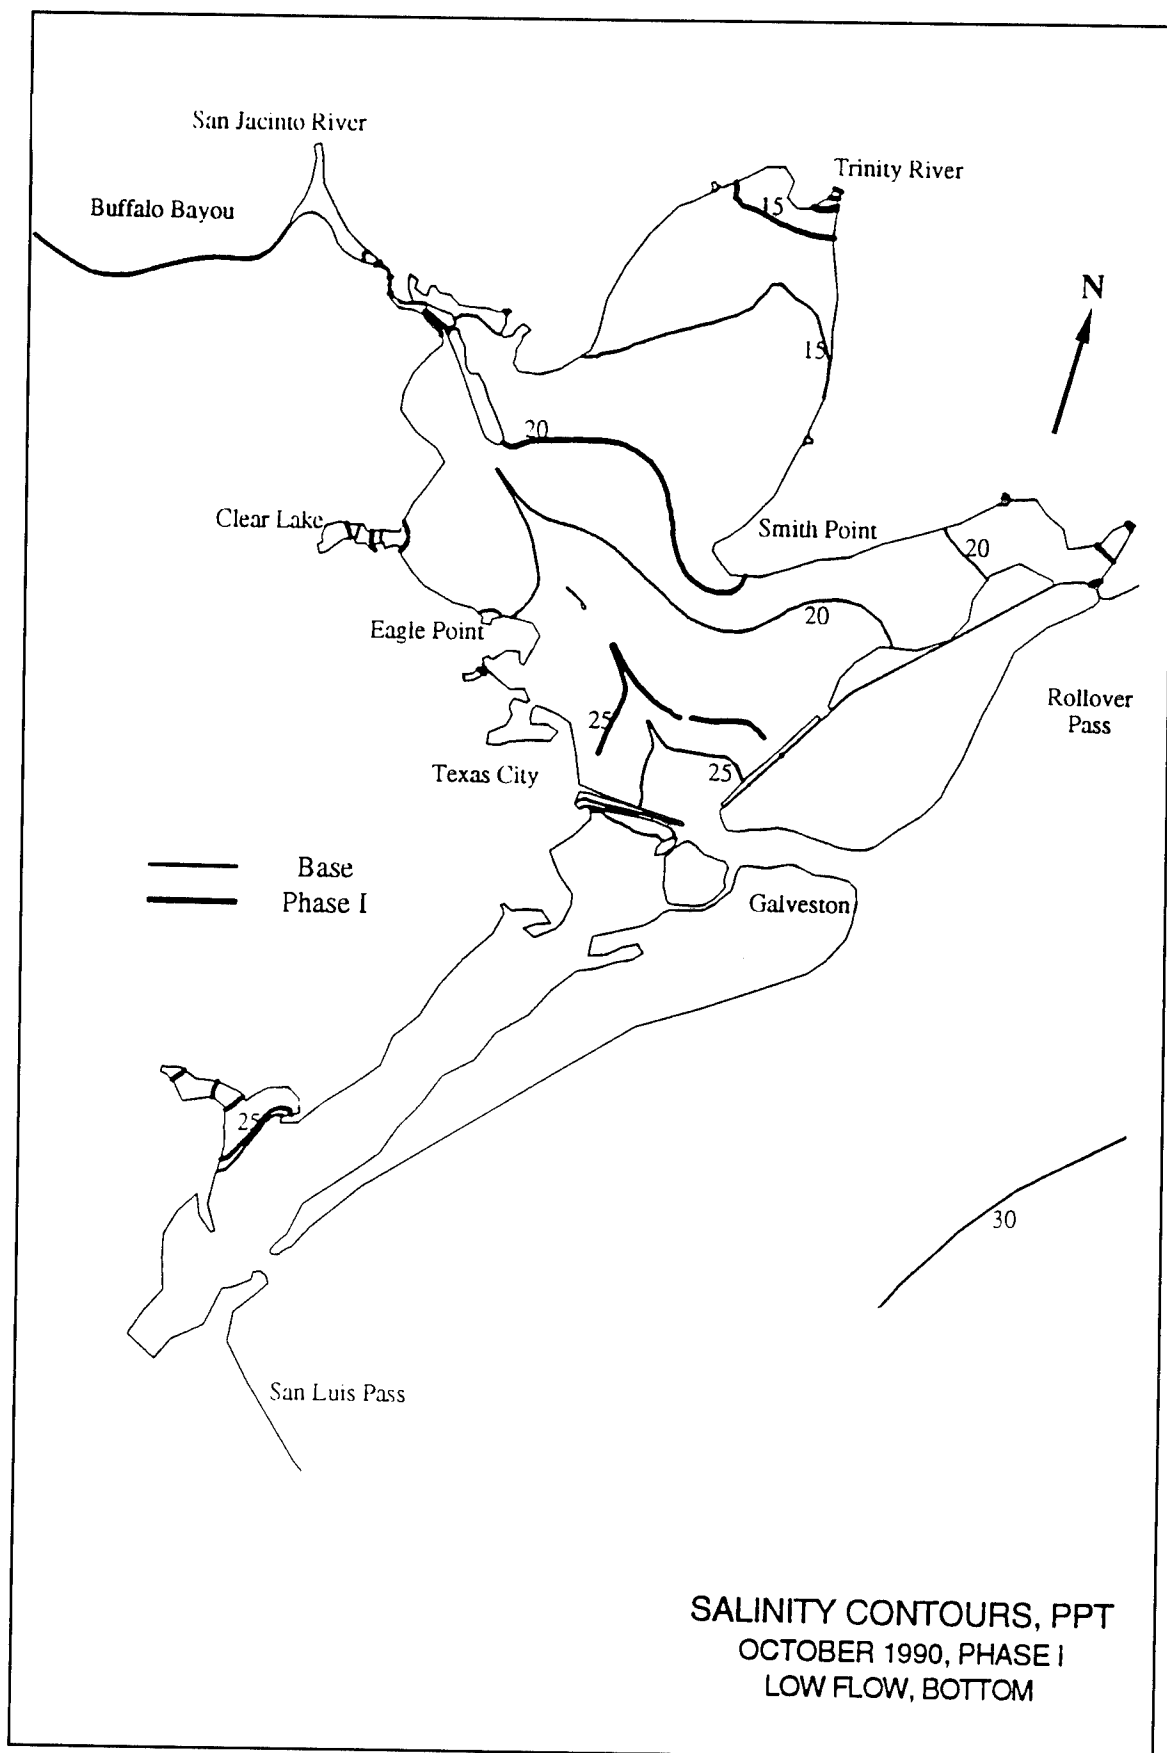 San Jacinto River
Trinity River
Buffalo Bayou
15
N
15
20
Clear Lake
Smith Point
20
20
Eagle Point
Rollover
Pass
25
Texas City
25
Base
Phase I
Galveston
25
30
San Luis Pass
SALINITY CONTOURS, PPT
OCTOBER 1990, PHASE I
LOW FLOW, BOTTOM